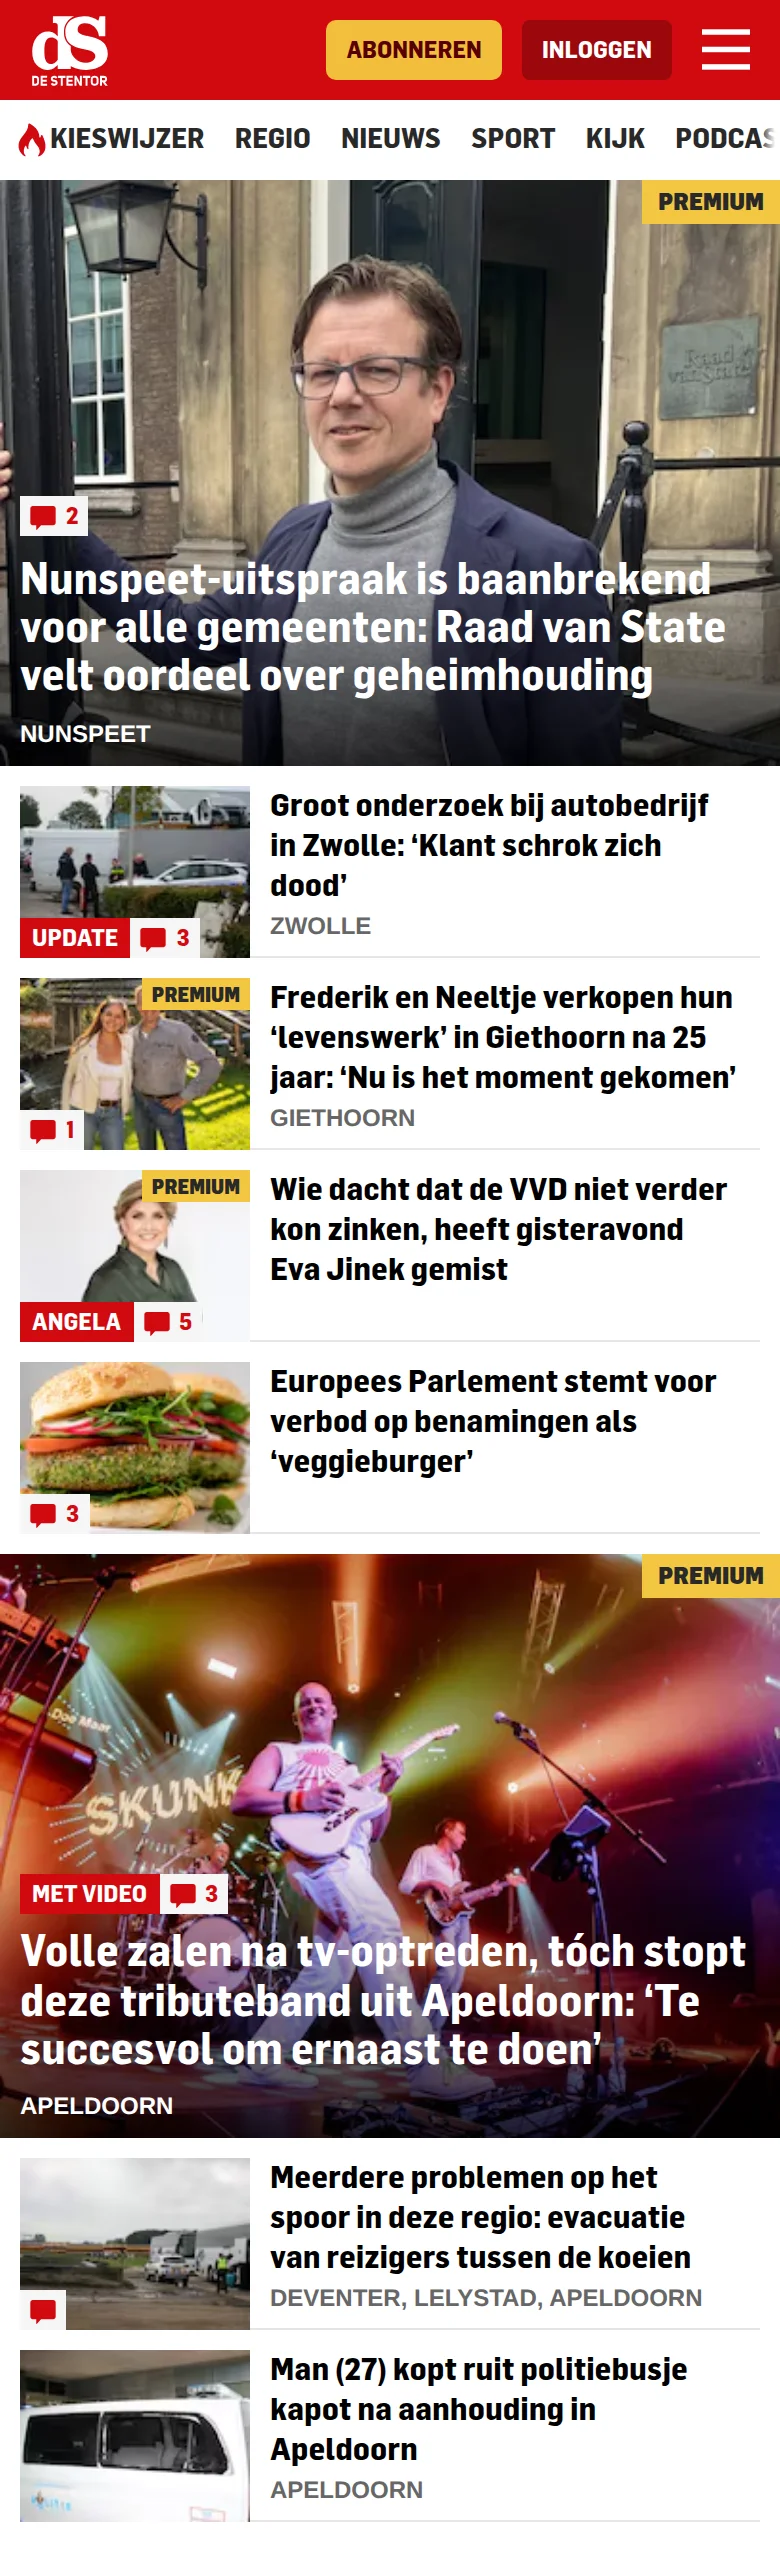 dS
DE STENTOR
ABONNEREN
INLOGGEN
KIESWIJZER REGIO NIEUWS SPORT KIJK PODCAS
PREMIUM
Raad
van State
2
Nunspeet-uitspraak is baanbrekend
voor alle gemeenten: Raad van State
velt oordeel over geheimhouding
NUNSPEET
Groot onderzoek bij autobedrijf
in Zwolle: ‘Klant schrok zich
dood’
ZWOLLE
UPDATE 3
PREMIUM
Frederik en Neeltje verkopen hun
‘levenswerk’ in Giethoorn na 25
jaar: ‘Nu is het moment gekomen’
GIETHOORN
1
PREMIUM
Wie dacht dat de VVD niet verder
kon zinken, heeft gisteravond
Eva Jinek gemist
ANGELA 5
Europees Parlement stemt voor
verbod op benamingen als
‘veggieburger’
3
PREMIUM
Doe Maar
SKUNK
MET VIDEO 3
Volle zalen na tv-optreden, tóch stopt
deze tributeband uit Apeldoorn: ‘Te
succesvol om ernaast te doen’
APELDOORN
Meerdere problemen op het
spoor in deze regio: evacuatie
van reizigers tussen de koeien
DEVENTER, LELYSTAD, APELDOORN
Man (27) kopt ruit politiebusje
kapot na aanhouding in
Apeldoorn
APELDOORN
POLITIE